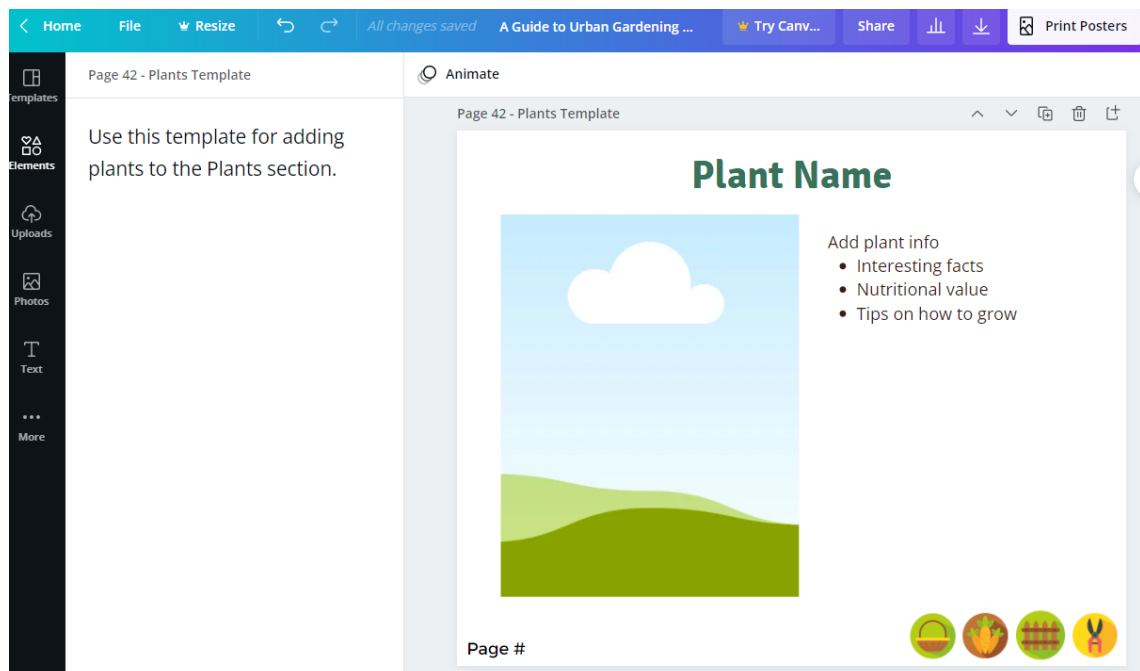 Home File Resize All changes saved A Guide to Urban Gardening ... Try Canv... Share Print Posters
Templates
Elements
Uploads
Photos
Text
More
Page 42 - Plants Template
Use this template for adding
plants to the Plants section.
Animate
Page 42 - Plants Template
Plant Name
Add plant info
• Interesting facts
• Nutritional value
• Tips on how to grow
Page #